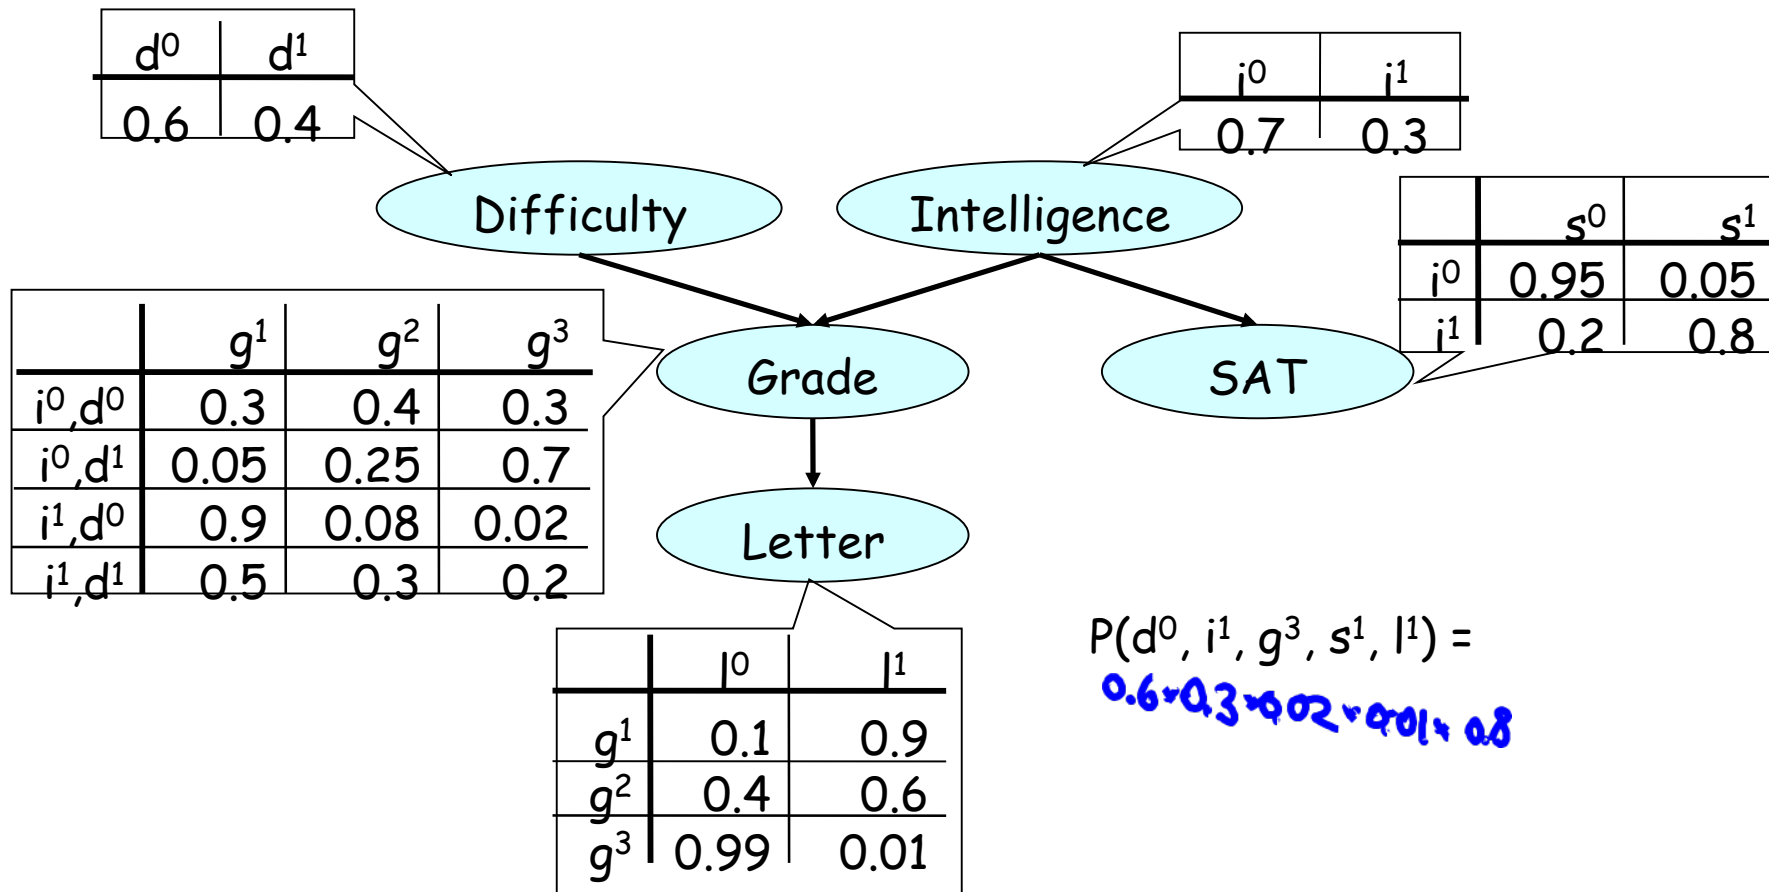 d⁰ d¹
0.6 0.4
i⁰ i¹
0.7 0.3
Difficulty
Intelligence
s⁰ s¹
i⁰ 0.95 0.05
i¹ 0.2 0.8
g¹ g² g³
i⁰,d⁰ 0.3 0.4 0.3
i⁰,d¹ 0.05 0.25 0.7
i¹,d⁰ 0.9 0.08 0.02
i¹,d¹ 0.5 0.3 0.2
Grade
SAT
Letter
l⁰ l¹
g¹ 0.1 0.9
g² 0.4 0.6
g³ 0.99 0.01
P(d⁰, i¹, g³, s¹, l¹) =
0.6*0.3*0.02*0.01*0.8